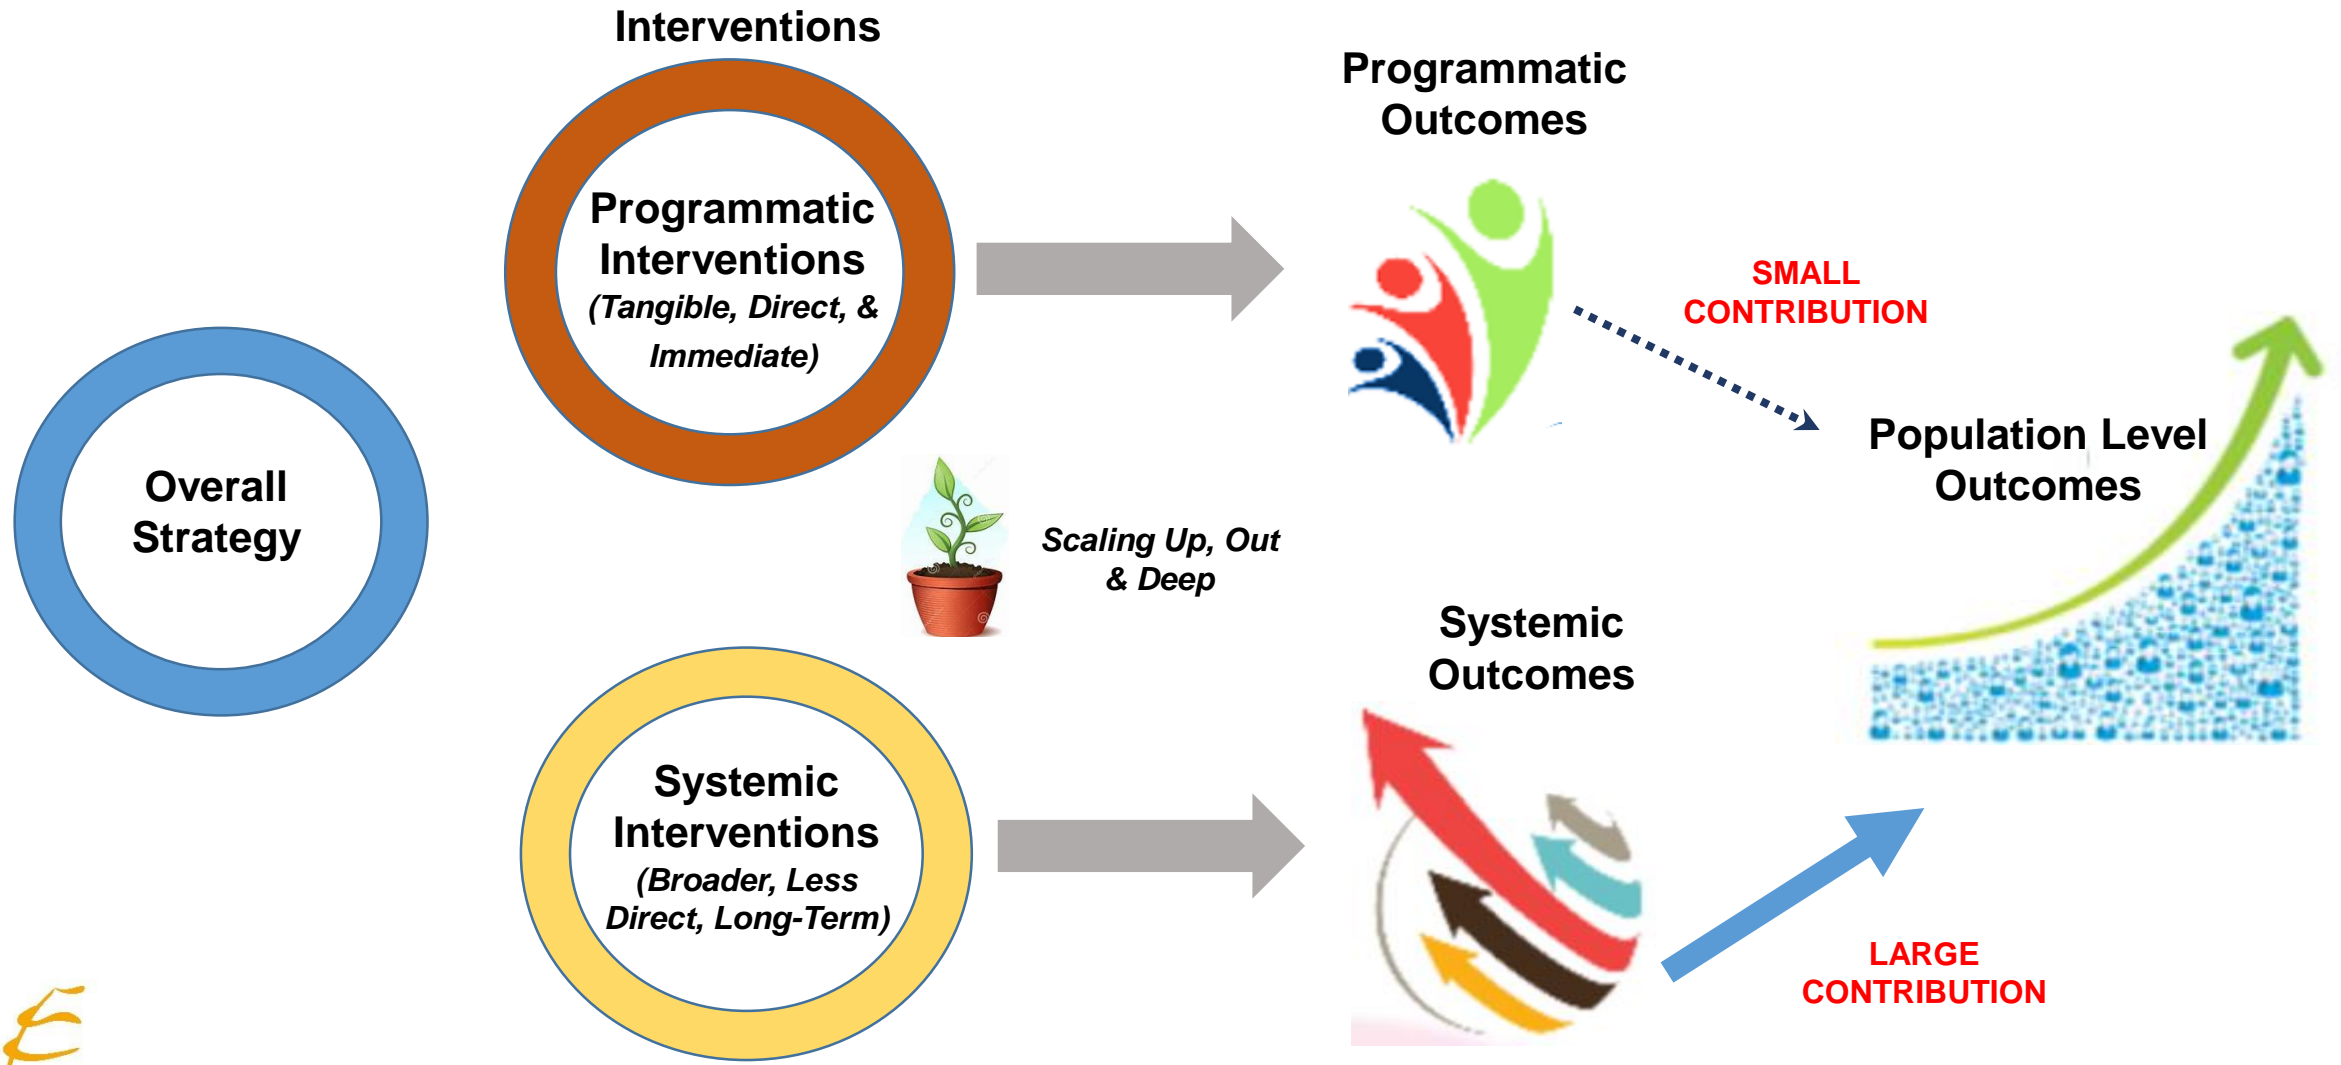 Interventions
Programmatic
Interventions
(Tangible, Direct, &
Immediate)
Programmatic
Outcomes
SMALL
CONTRIBUTION
Overall
Strategy
Scaling Up, Out
& Deep
Population Level
Outcomes
Systemic
Interventions
(Broader, Less
Direct, Long-Term)
Systemic
Outcomes
LARGE
CONTRIBUTION
E